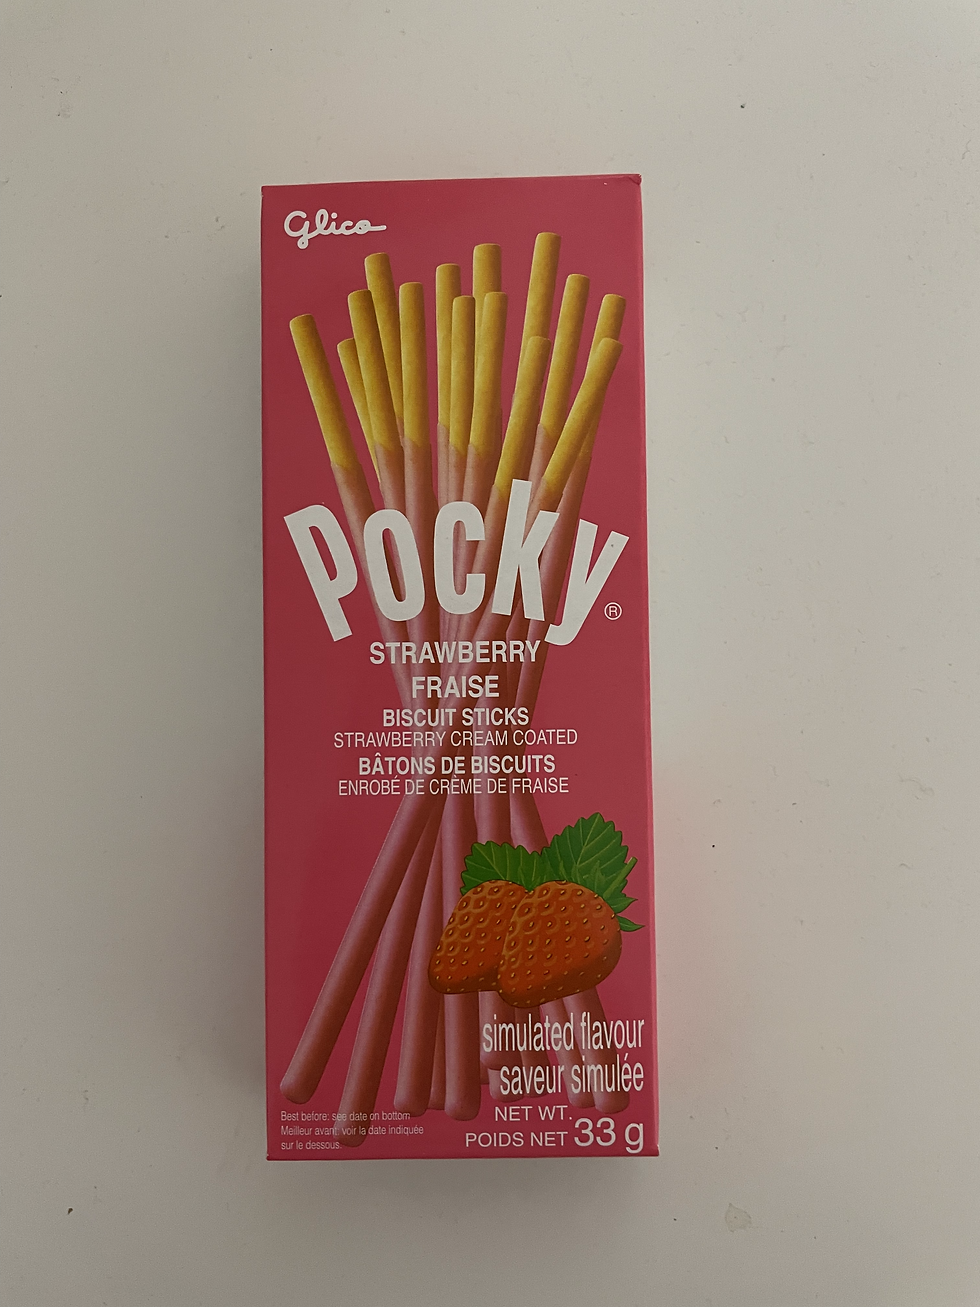 Glico
Pocky®
STRAWBERRY
FRAISE
BISCUIT STICKS
STRAWBERRY CREAM COATED
BÂTONS DE BISCUITS
ENROBÉ DE CRÈME DE FRAISE
simulated flavour
saveur simulée
Best before: see date on bottom
Meilleur avant: voir la date indiquée
sur le dessous.
NET WT.
POIDS NET 33 g